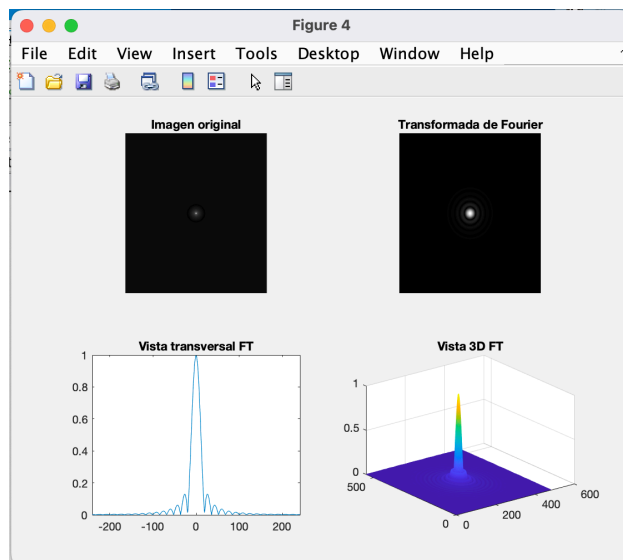 Figure 4
File Edit View Insert Tools Desktop Window Help
Imagen original
Transformada de Fourier
Vista transversal FT
1
0.8
0.6
0.4
0.2
0
-200 -100 0 100 200
Vista 3D FT
1
0.5
0
500
0
0
200
400
600